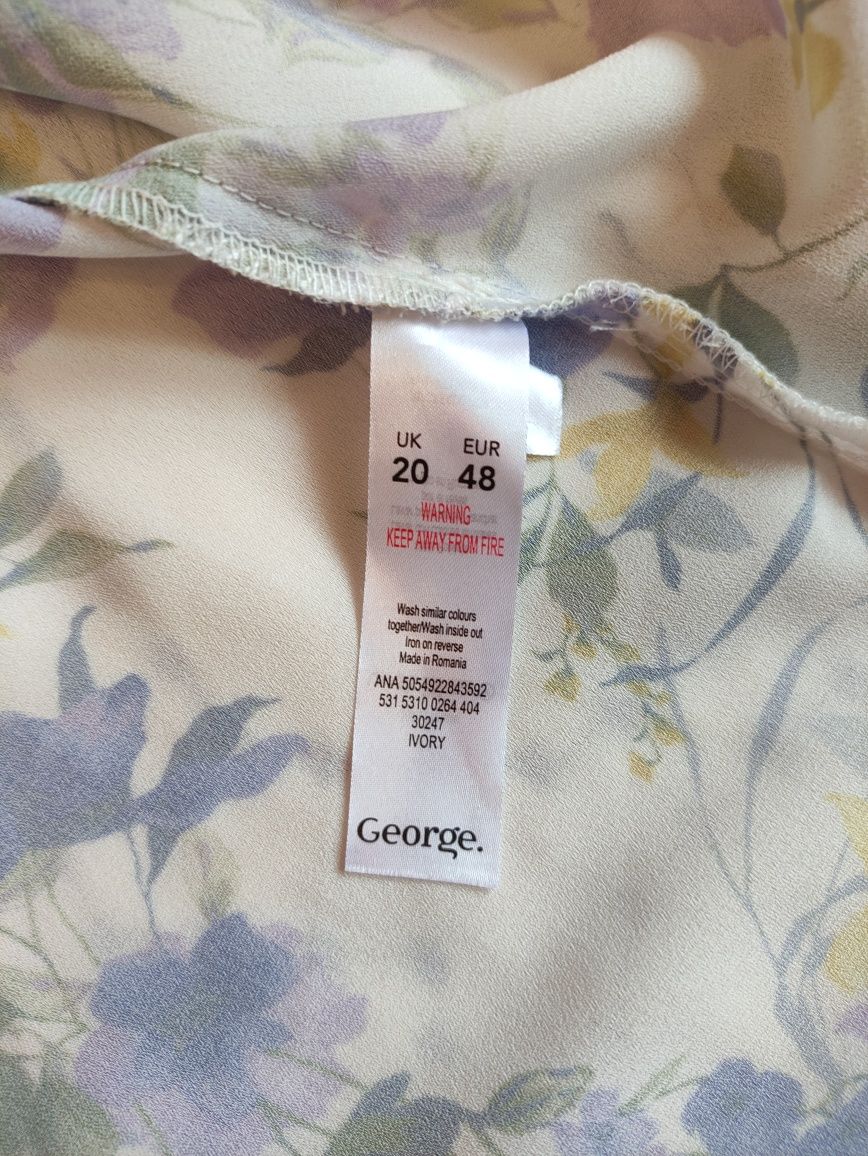 UK EUR
20 48
WARNING
KEEP AWAY FROM FIRE
Wash similar colours
together/Wash inside out
Iron on reverse
Made in Romania
ANA 5054922843592
531 5310 0264 404
30247
IVORY
George.